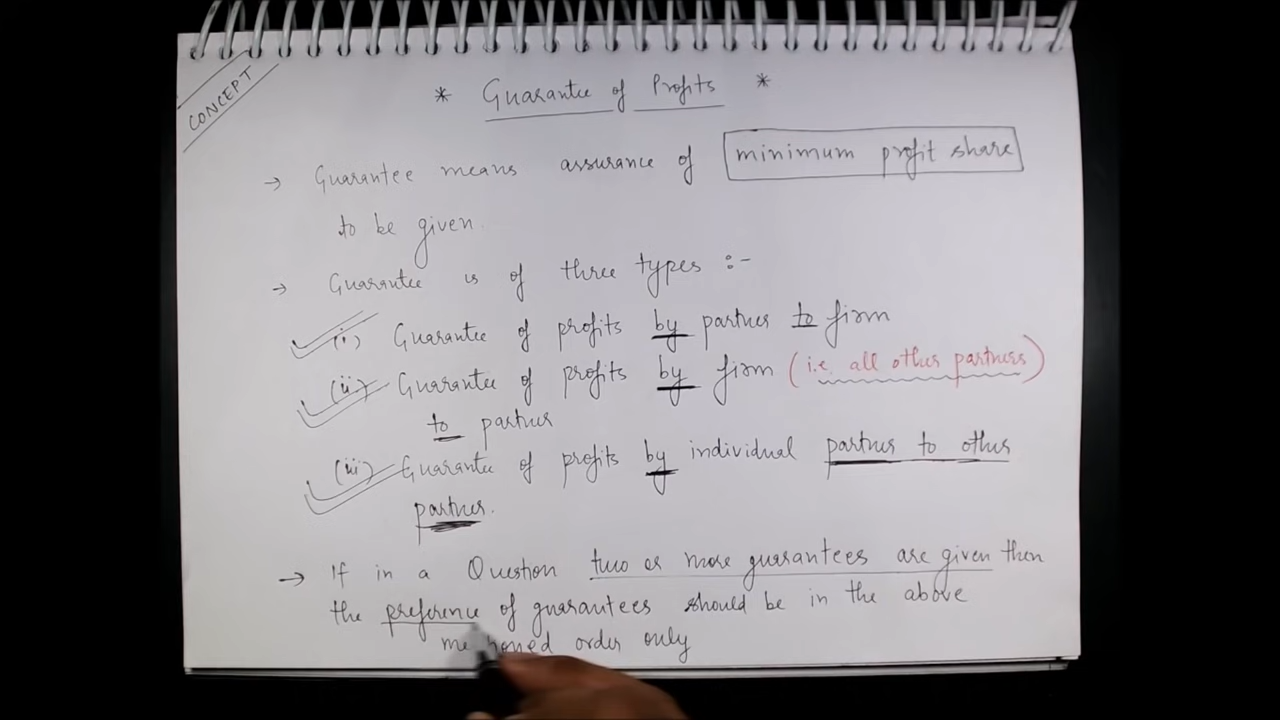 CONCEPT
* Guarantee of Profits *
→ Guarantee means assurance of minimum profit share
to be given.
→ Guarantee is of three types :-
(i) Guarantee of profits by partner to firm
(ii) Guarantee of profits by firm (i.e. all other partners)
to partner
(iii) Guarantee of profits by individual partner to other
partner.
→ If in a Question two or more guarantees are given then
the preference of guarantees should be in the above
order only